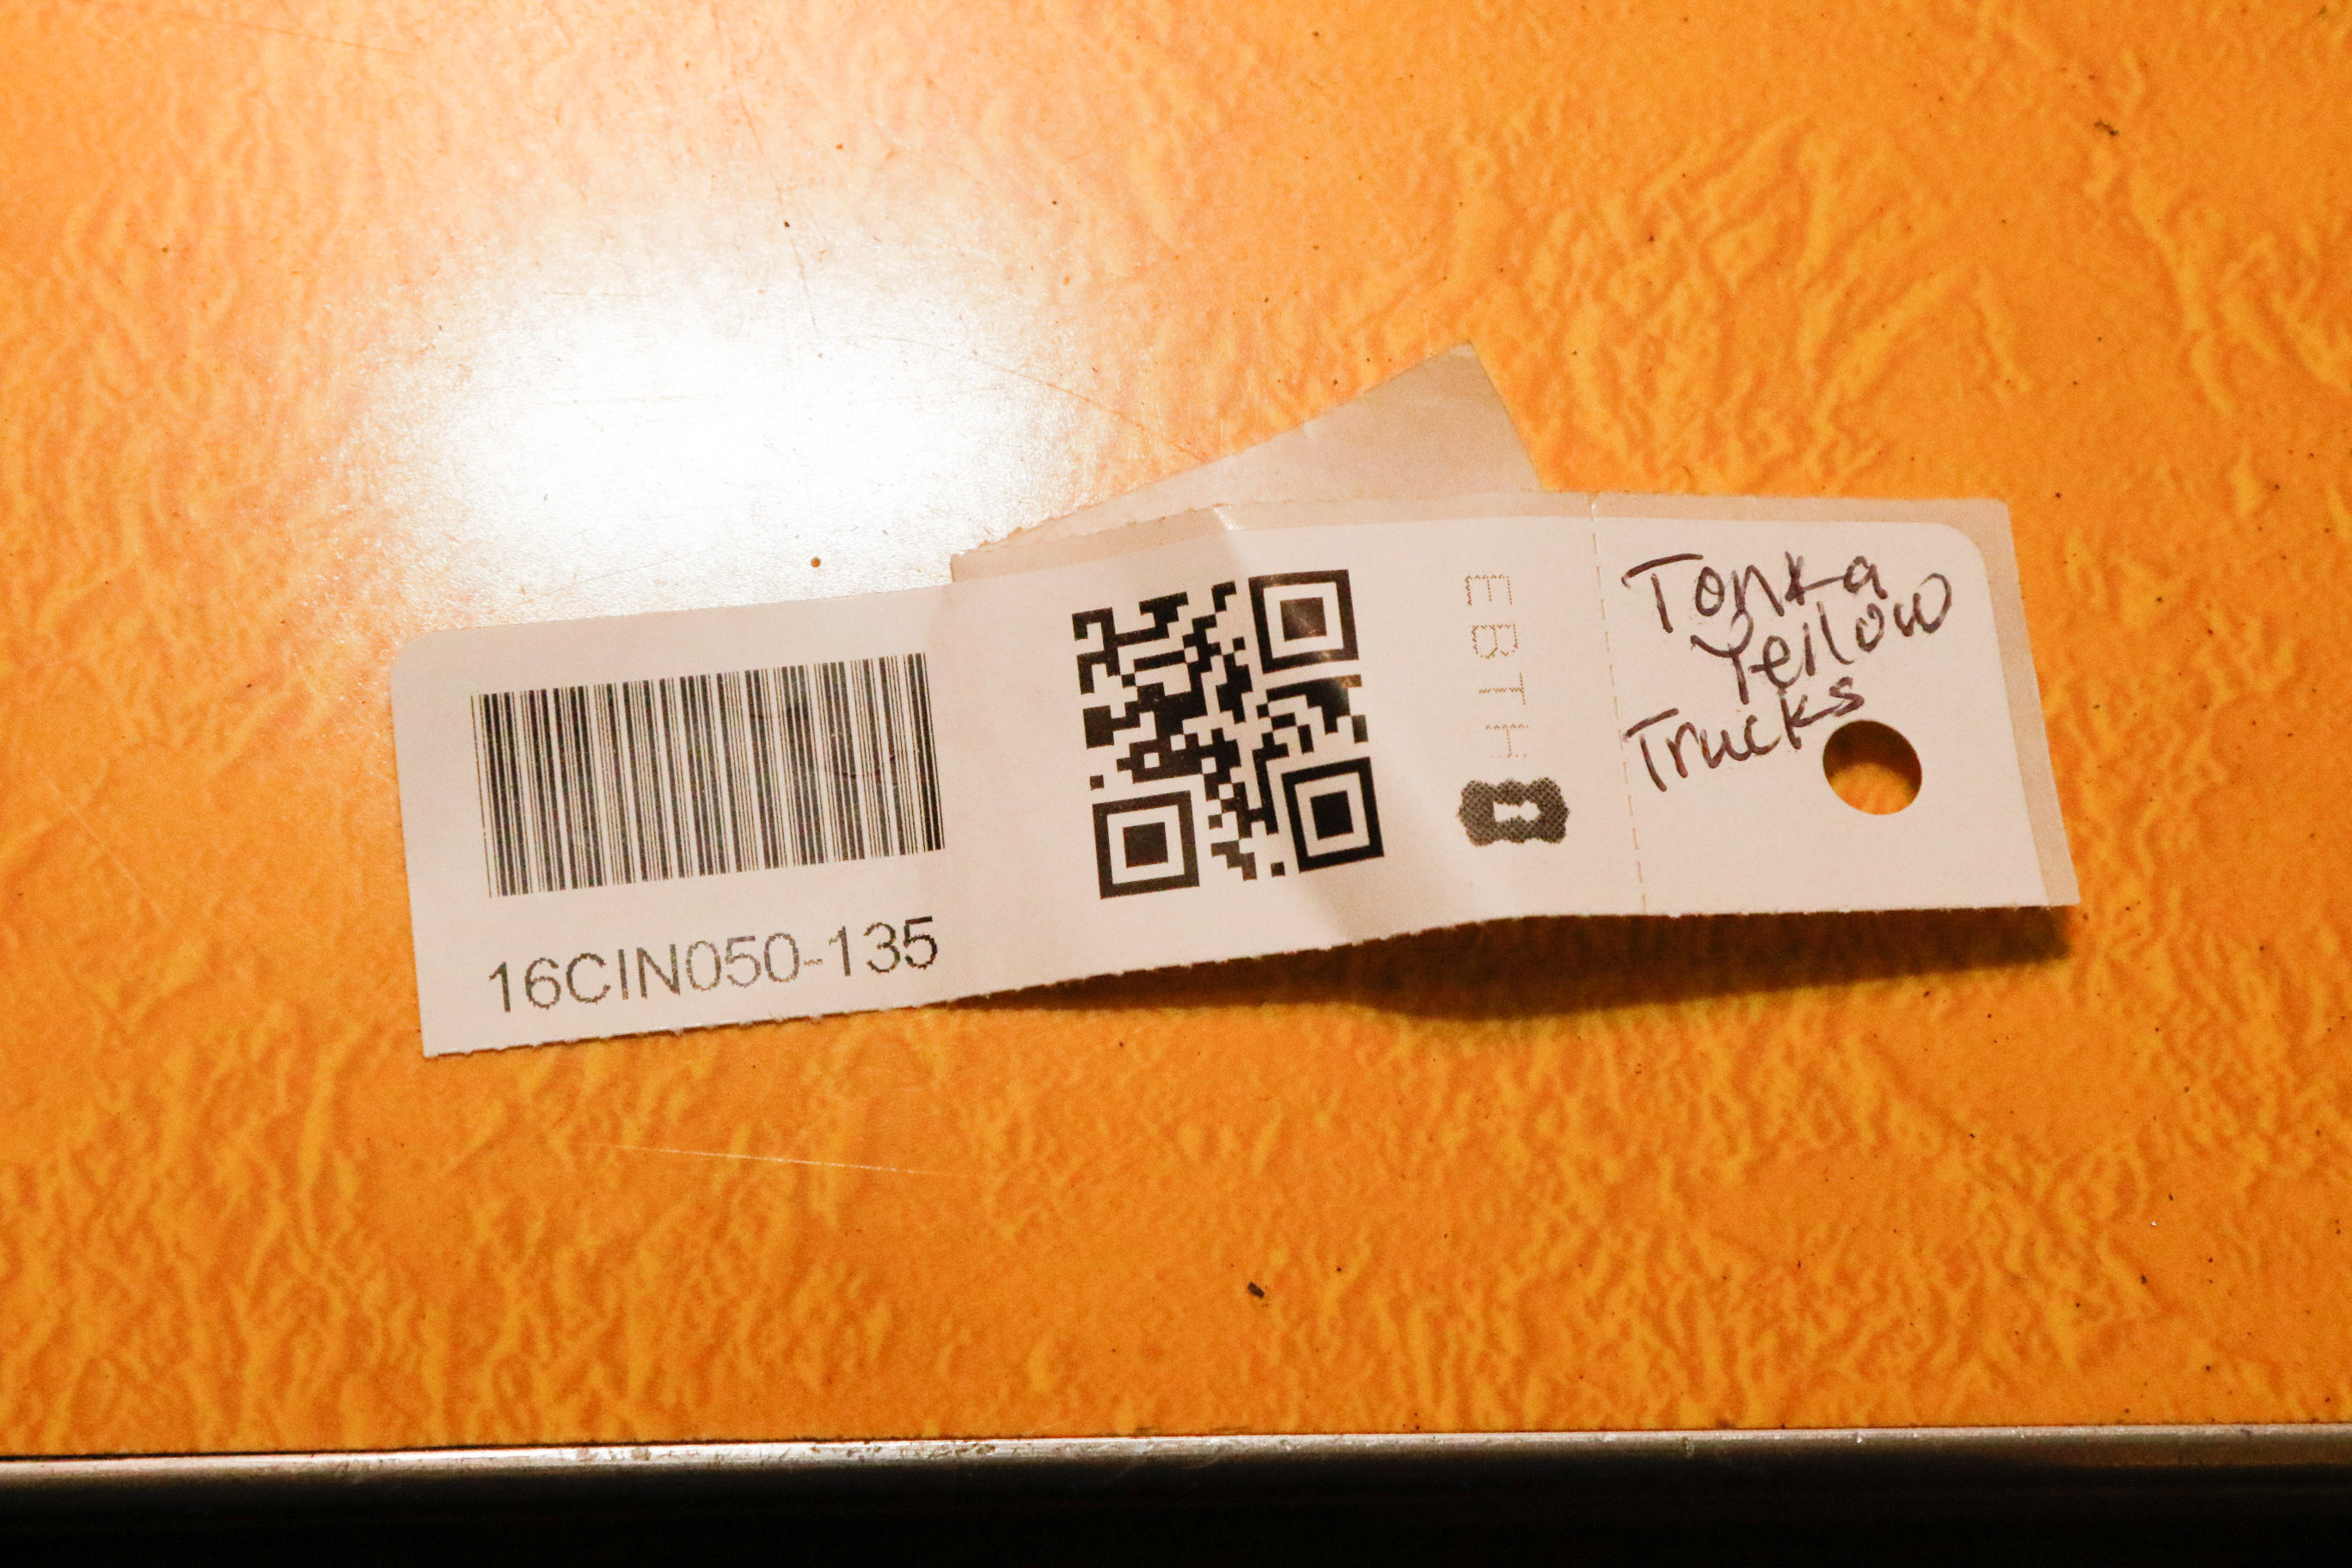 16CIN050-135
EBTH
Tonka
Yellow
Trucks